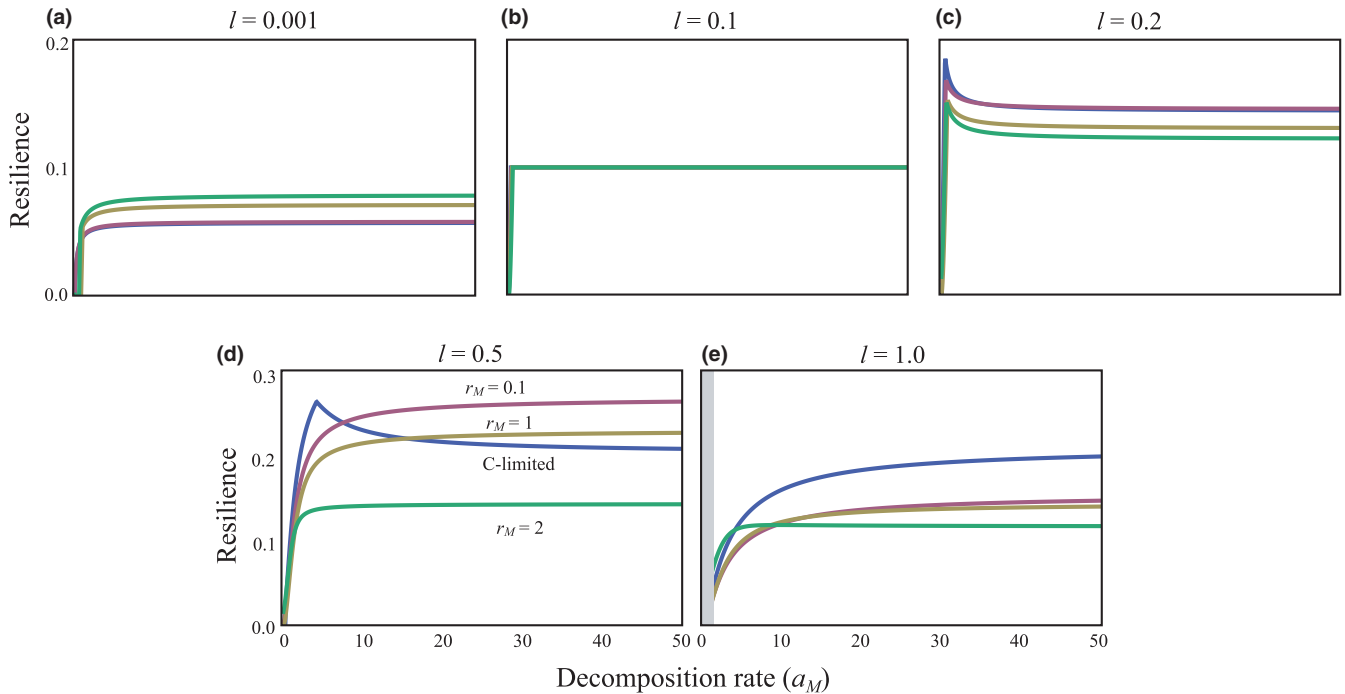 (a) l = 0.001
(b) l = 0.1
(c) l = 0.2
0.2
0.1
0.0
Resilience
(d) l = 0.5
(e) l = 1.0
0.3
0.2
0.1
0.0
Resilience
r_M = 0.1
r_M = 1
C-limited
r_M = 2
0 10 20 30 40 50
0 10 20 30 40 50
Decomposition rate (a_M)